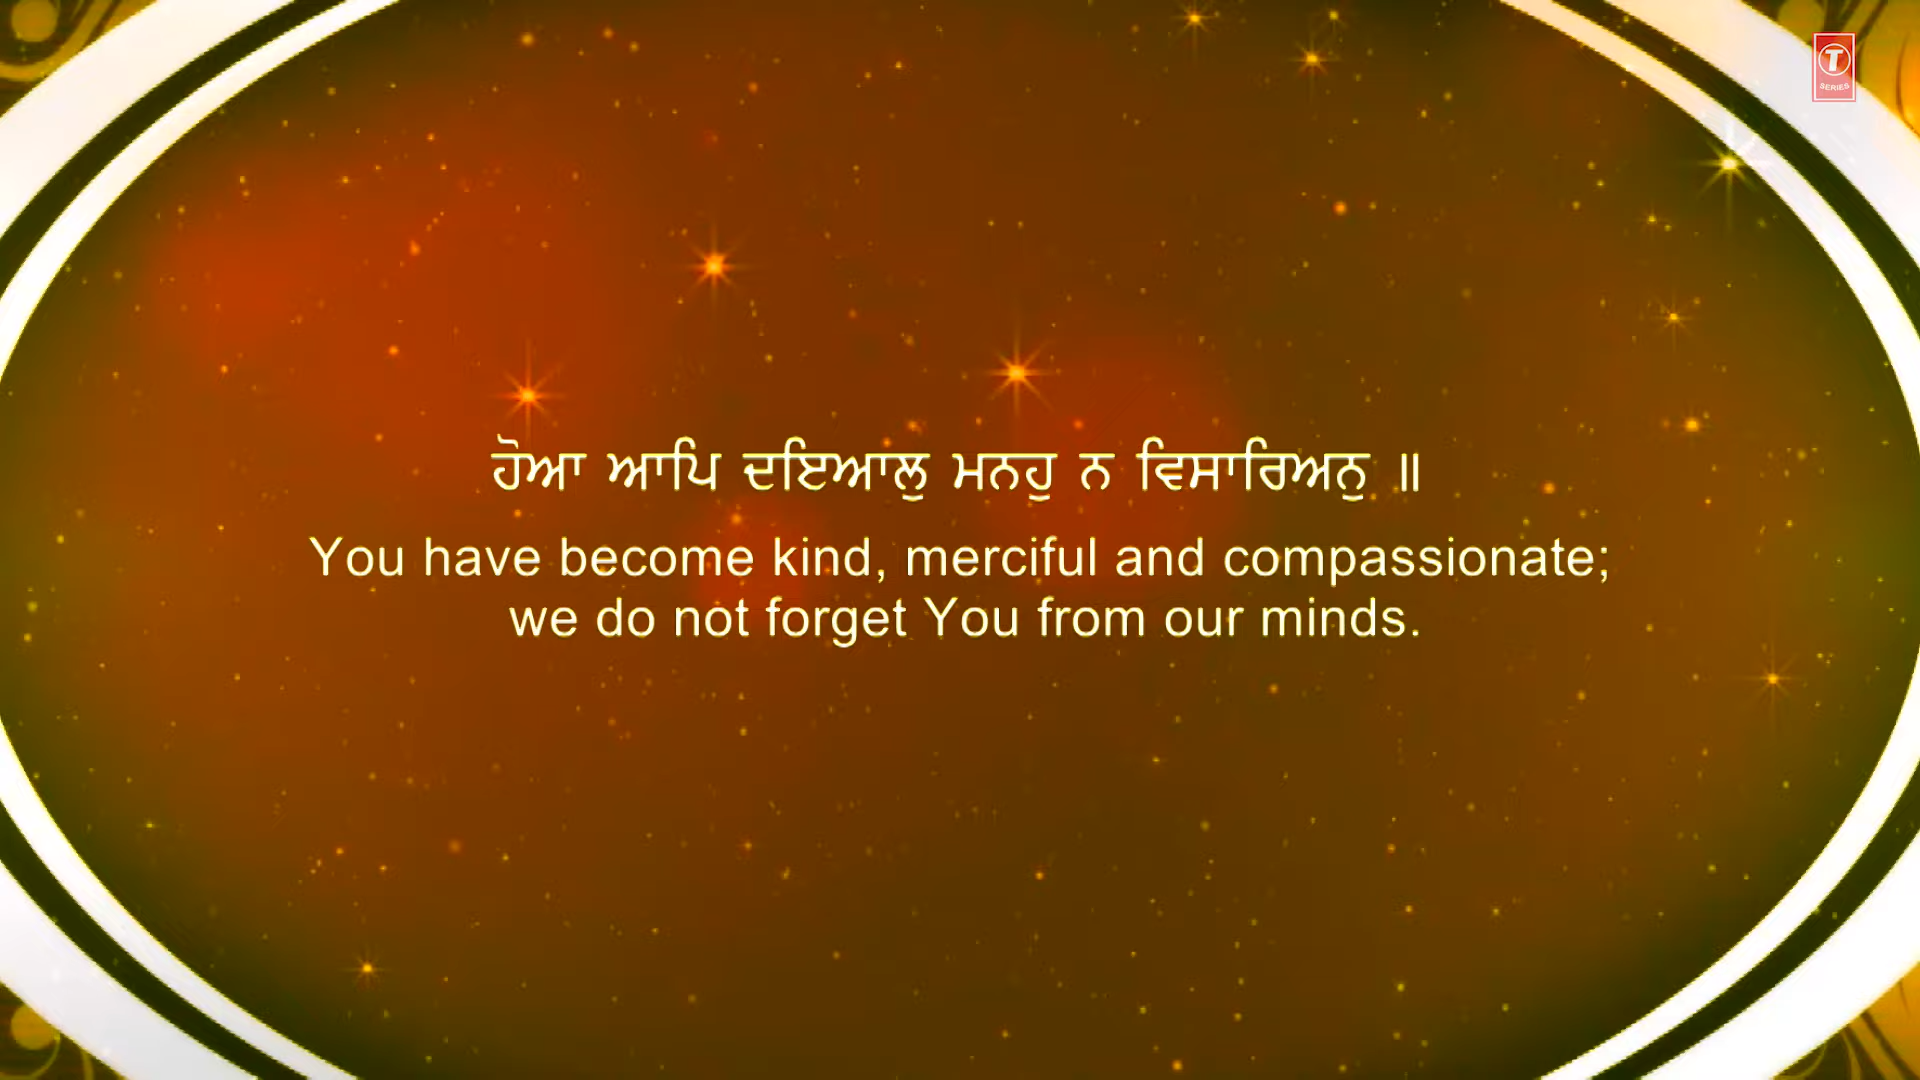 T
SERIES
ਹੋਆ ਆਪਿ ਦਇਆਲੁ ਮਨਹੁ ਨ ਵਿਸਾਰਿਅਨੁ ॥
You have become kind, merciful and compassionate;
we do not forget You from our minds.